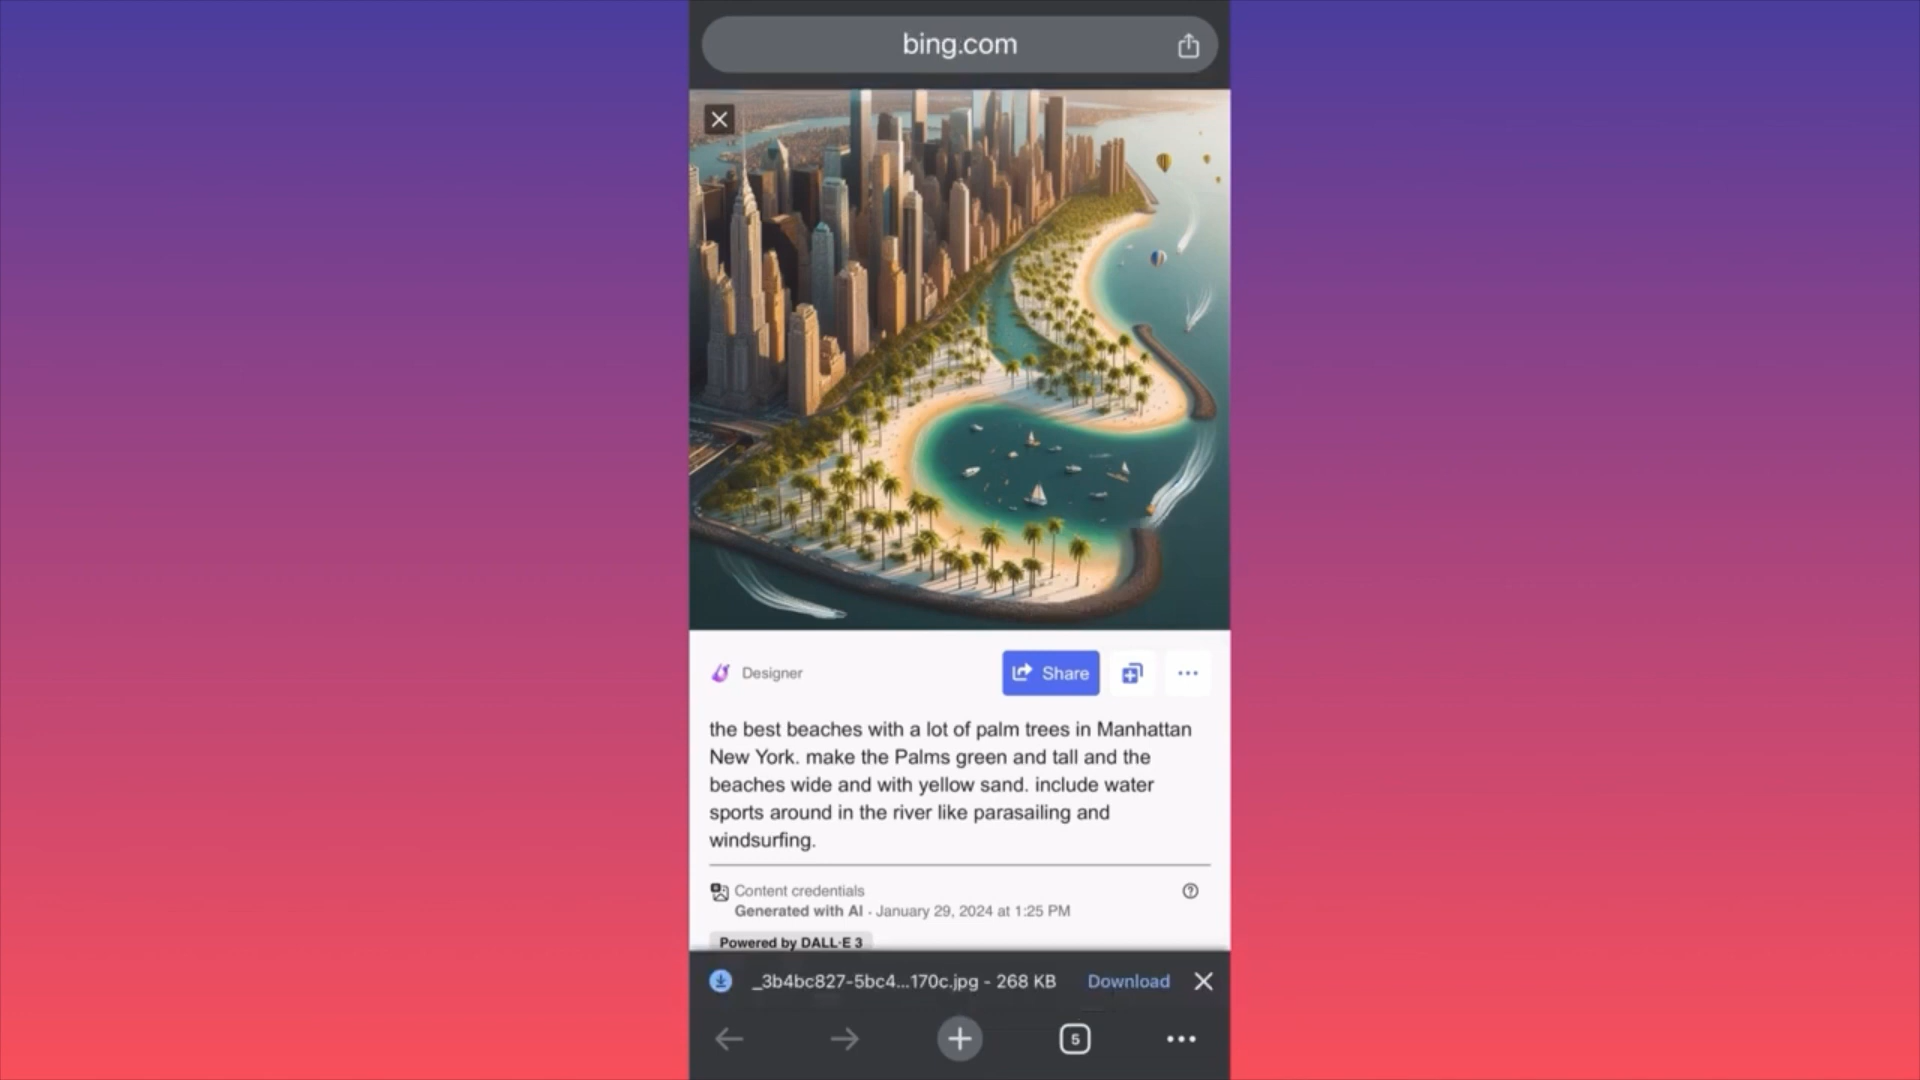 bing.com
Designer
Share
the best beaches with a lot of palm trees in Manhattan
New York. make the Palms green and tall and the
beaches wide and with yellow sand. include water
sports around in the river like parasailing and
windsurfing.
Content credentials
Generated with AI · January 29, 2024 at 1:25 PM
Powered by DALL·E 3
_3b4bc827-5bc4...170c.jpg - 268 KB Download
5